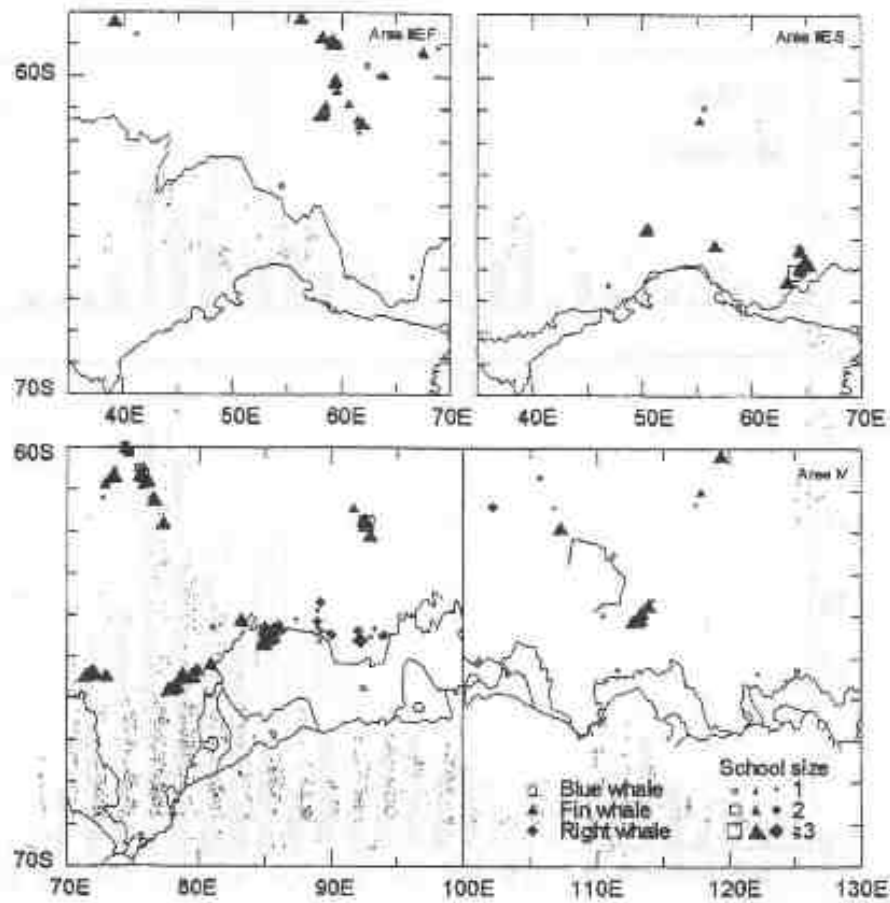 Area IIIEF
Area IIIES
60S
70S
40E 50E 60E 70E
40E 50E 60E 70E
60S
Area IV
School size
Blue whale 1
Fin whale 2
Right whale ≥3
70S
70E 80E 90E 100E 110E 120E 130E